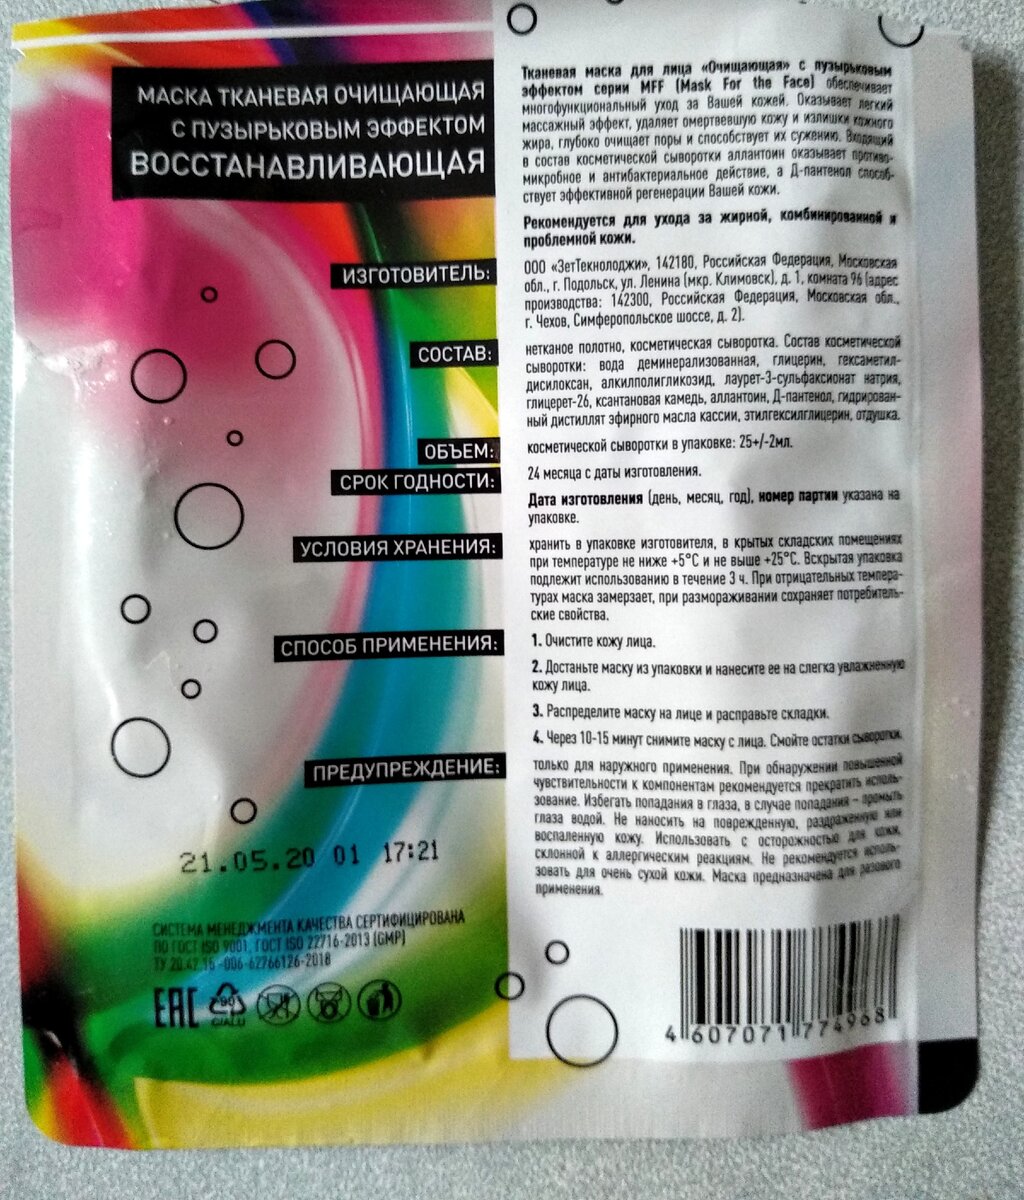 МАСКА ТКАНЕВАЯ ОЧИЩАЮЩАЯ
С ПУЗЫРЬКОВЫМ ЭФФЕКТОМ
ВОССТАНАВЛИВАЮЩАЯ
Тканевая маска для лица «Очищающая» с пузырьковым
эффектом серии MFF (Mask For the Face) обеспечивает
многофункциональный уход за Вашей кожей. Оказывает легкий
массажный эффект, удаляет омертвевшую кожу и излишки кожного
жира, глубоко очищает поры и способствует их сужению. Входящий
в состав косметической сыворотки аллантоин оказывает противо-
микробное и антибактериальное действие, а Д-пантенол способ-
ствует эффективной регенерации Вашей кожи.
Рекомендуется для ухода за жирной, комбинированной и
проблемной кожи.
ИЗГОТОВИТЕЛЬ:
ООО «ЗетТекнолоджи», 142180, Российская Федерация, Московская
обл., г. Подольск, ул. Ленина (мкр. Климовск), д. 1, комната 96 (адрес
производства: 142300, Российская Федерация, Московская обл.,
г. Чехов, Симферопольское шоссе, д. 2).
СОСТАВ:
нетканое полотно, косметическая сыворотка. Состав косметической
сыворотки: вода деминерализованная, глицерин, гексаметил-
дисилоксан, алкилполигликозид, лаурет-3-сульфаксионат натрия,
глицерет-26, ксантановая камедь, аллантоин, Д-пантенол, гидрирован-
ный дистиллят эфирного масла кассии, этилгексилглицерин, отдушка.
ОБЪЕМ:
косметической сыворотки в упаковке: 25+/-2мл.
СРОК ГОДНОСТИ:
24 месяца с даты изготовления.
Дата изготовления (день, месяц, год), номер партии указана на
упаковке.
УСЛОВИЯ ХРАНЕНИЯ:
хранить в упаковке изготовителя, в крытых складских помещениях
при температуре не ниже +5°С и не выше +25°С. Вскрытая упаковка
подлежит использованию в течение 3 ч. При отрицательных темпера-
турах маска замерзает, при размораживании сохраняет потребитель-
ские свойства.
СПОСОБ ПРИМЕНЕНИЯ:
1. Очистите кожу лица.
2. Достаньте маску из упаковки и нанесите ее на слегка увлажненную
кожу лица.
3. Распределите маску на лице и расправьте складки.
4. Через 10-15 минут снимите маску с лица. Смойте остатки сыворотки.
ПРЕДУПРЕЖДЕНИЕ:
только для наружного применения. При обнаружении повышенной
чувствительности к компонентам рекомендуется прекратить исполь-
зование. Избегать попадания в глаза, в случае попадания – промыть
глаза водой. Не наносить на поврежденную, раздраженную или
воспаленную кожу. Использовать с осторожностью для кожи,
склонной к аллергическим реакциям. Не рекомендуется исполь-
зовать для очень сухой кожи. Маска предназначена для разового
применения.
21.05.20 01 17:21
СИСТЕМА МЕНЕДЖМЕНТА КАЧЕСТВА СЕРТИФИЦИРОВАНА
ПО ГОСТ ISO 9001, ГОСТ ISO 22716-2013 (GMP)
ТУ 20.42.15 -006-62766126-2018
EAC 90 C/PAP/LDPE
4 607071 774968